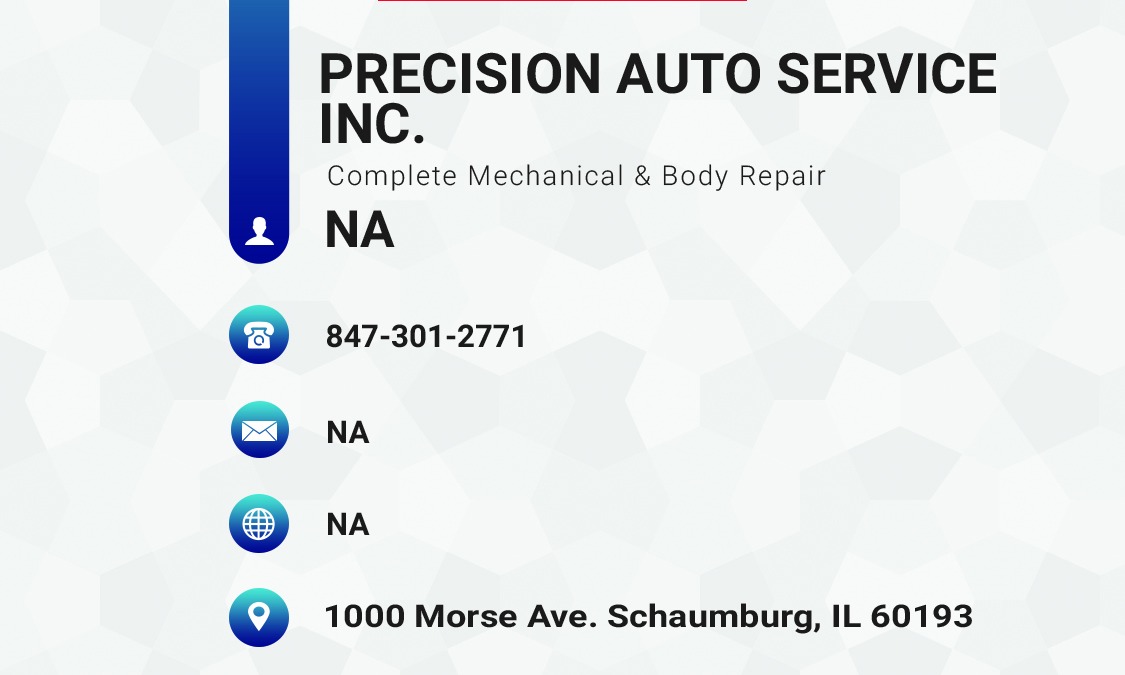 PRECISION AUTO SERVICE
INC.
Complete Mechanical & Body Repair
NA
847-301-2771
NA
NA
1000 Morse Ave. Schaumburg, IL 60193